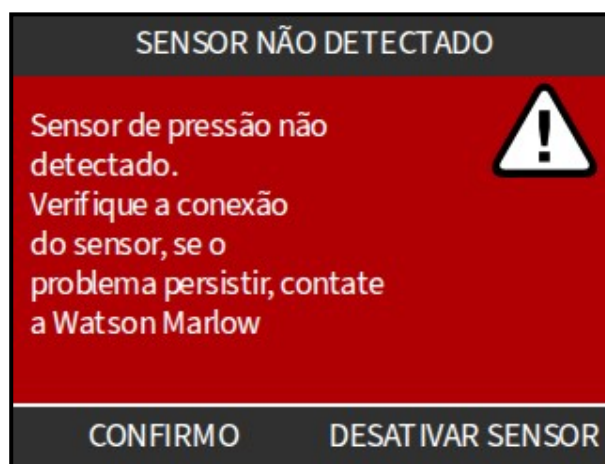 SENSOR NÃO DETECTADO
Sensor de pressão não
detectado.
Verifique a conexão
do sensor, se o
problema persistir, contate
a Watson Marlow
CONFIRMO DESATIVAR SENSOR